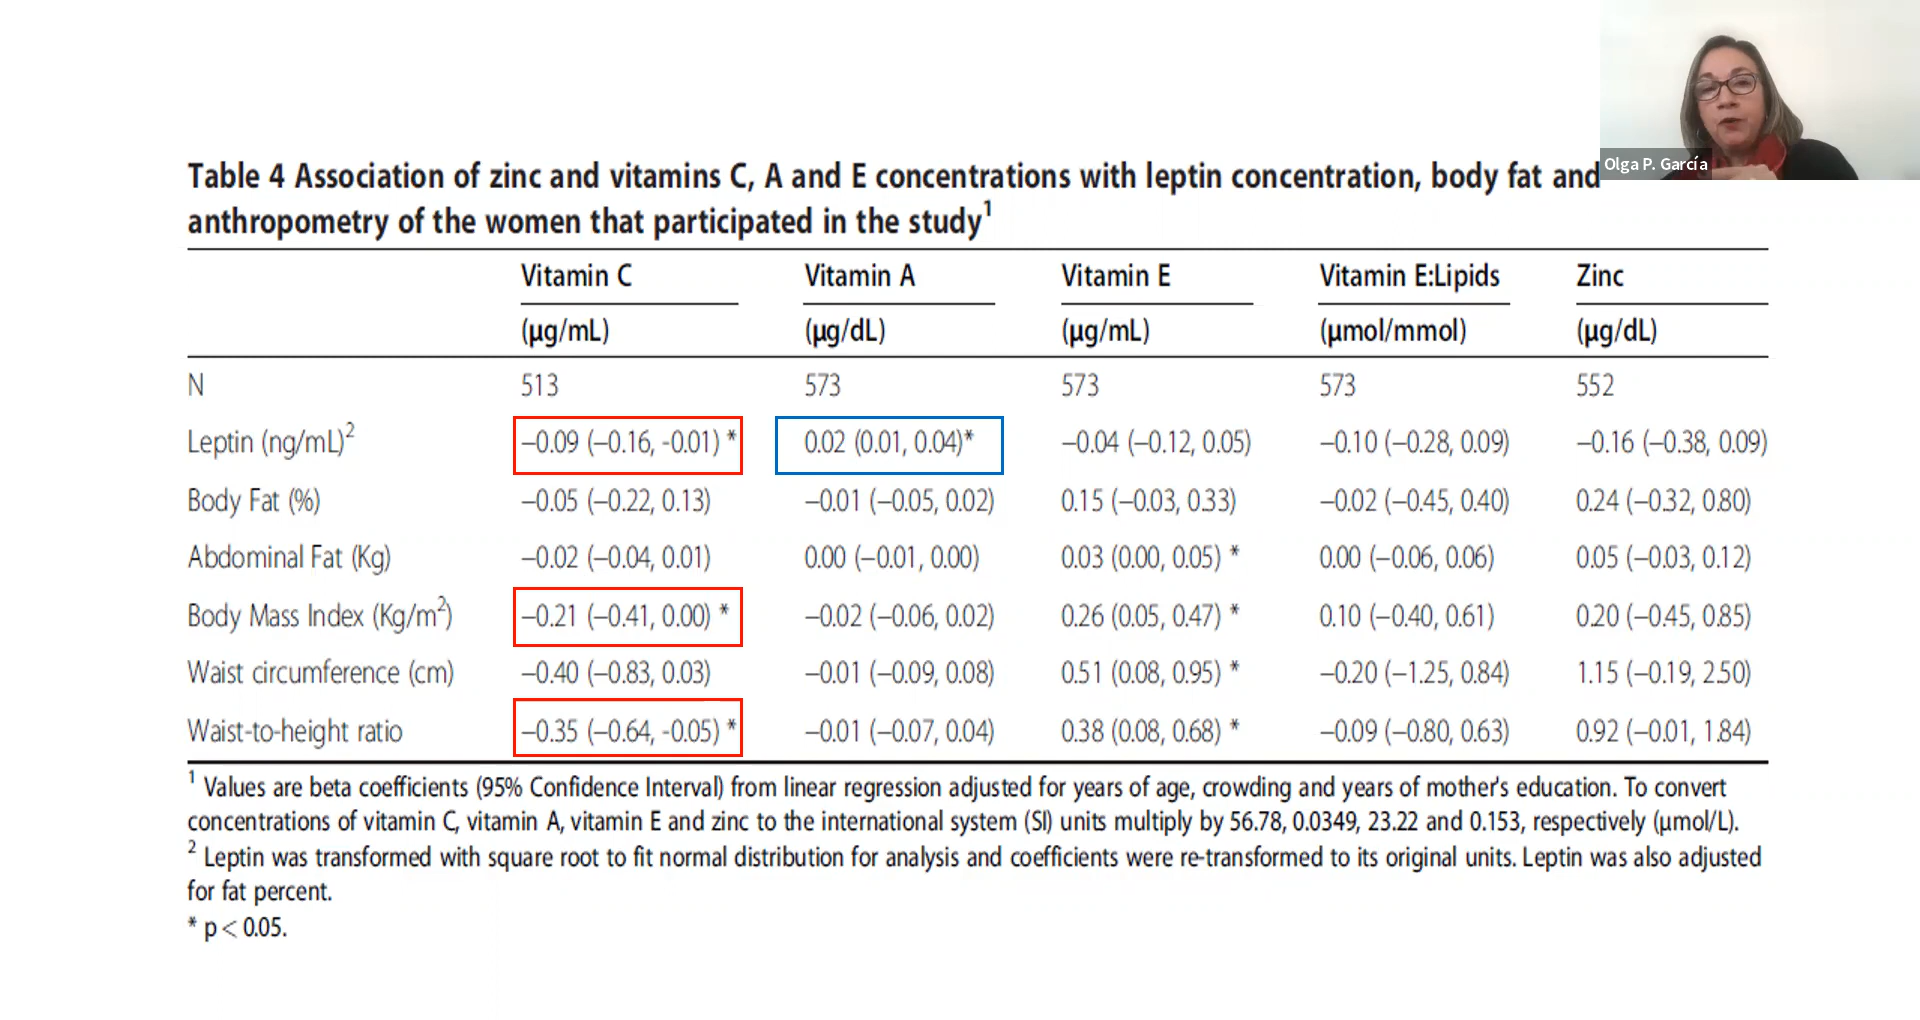 Olga P. García
Table 4 Association of zinc and vitamins C, A and E concentrations with leptin concentration, body fat and
anthropometry of the women that participated in the study1
Vitamin C Vitamin A Vitamin E Vitamin E:Lipids Zinc
(μg/mL) (μg/dL) (μg/mL) (μmol/mmol) (μg/dL)
N 513 573 573 573 552
Leptin (ng/mL)2 −0.09 (−0.16, -0.01) * 0.02 (0.01, 0.04)* −0.04 (−0.12, 0.05) −0.10 (−0.28, 0.09) −0.16 (−0.38, 0.09)
Body Fat (%) −0.05 (−0.22, 0.13) −0.01 (−0.05, 0.02) 0.15 (−0.03, 0.33) −0.02 (−0.45, 0.40) 0.24 (−0.32, 0.80)
Abdominal Fat (Kg) −0.02 (−0.04, 0.01) 0.00 (−0.01, 0.00) 0.03 (0.00, 0.05) * 0.00 (−0.06, 0.06) 0.05 (−0.03, 0.12)
Body Mass Index (Kg/m2) −0.21 (−0.41, 0.00) * −0.02 (−0.06, 0.02) 0.26 (0.05, 0.47) * 0.10 (−0.40, 0.61) 0.20 (−0.45, 0.85)
Waist circumference (cm) −0.40 (−0.83, 0.03) −0.01 (−0.09, 0.08) 0.51 (0.08, 0.95) * −0.20 (−1.25, 0.84) 1.15 (−0.19, 2.50)
Waist-to-height ratio −0.35 (−0.64, -0.05) * −0.01 (−0.07, 0.04) 0.38 (0.08, 0.68) * −0.09 (−0.80, 0.63) 0.92 (−0.01, 1.84)
1 Values are beta coefficients (95% Confidence Interval) from linear regression adjusted for years of age, crowding and years of mother's education. To convert
concentrations of vitamin C, vitamin A, vitamin E and zinc to the international system (SI) units multiply by 56.78, 0.0349, 23.22 and 0.153, respectively (μmol/L).
2 Leptin was transformed with square root to fit normal distribution for analysis and coefficients were re-transformed to its original units. Leptin was also adjusted
for fat percent.
* p < 0.05.